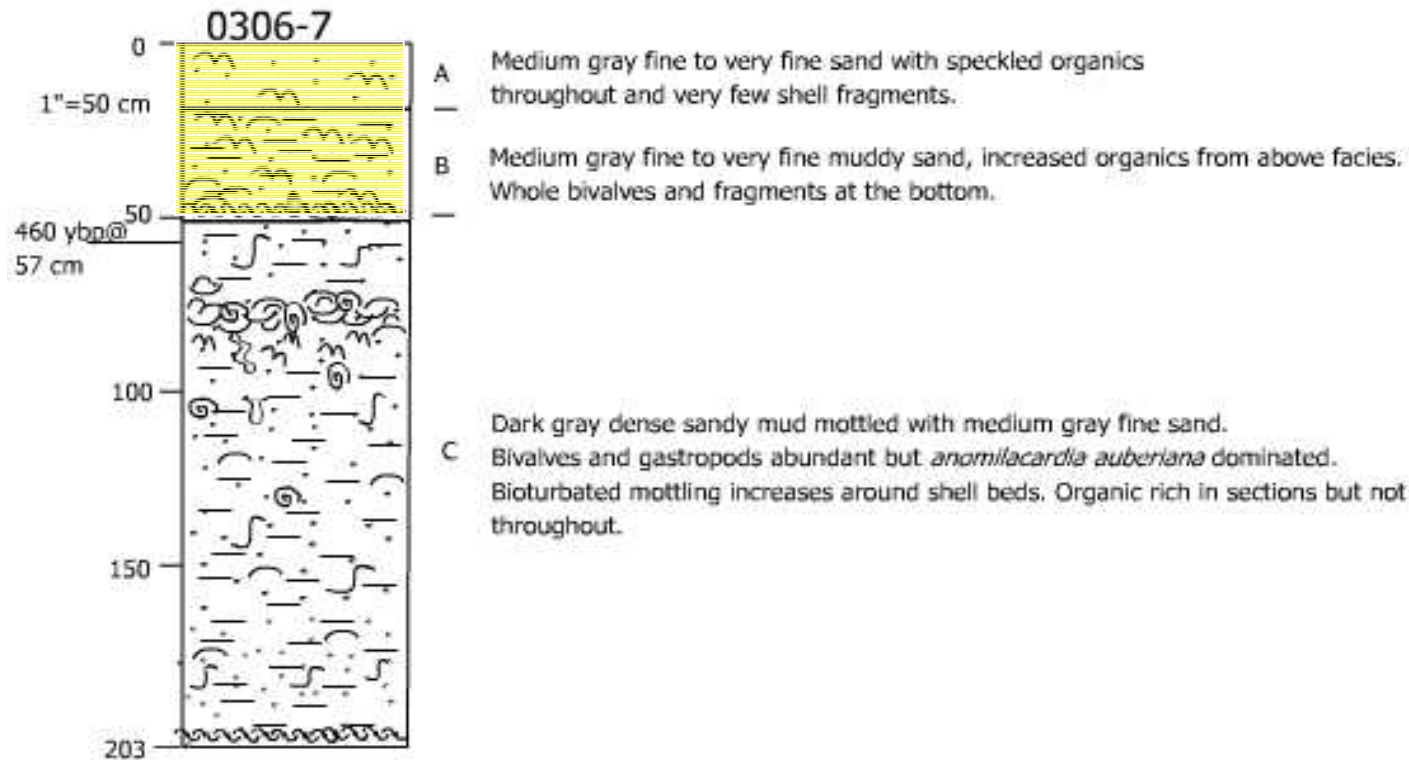 0306-7
0
1"=50 cm
50
460 ybp@
57 cm
100
150
203
A
Medium gray fine to very fine sand with speckled organics
throughout and very few shell fragments.
B
Medium gray fine to very fine muddy sand, increased organics from above facies.
Whole bivalves and fragments at the bottom.
C
Dark gray dense sandy mud mottled with medium gray fine sand.
Bivalves and gastropods abundant but anomilacardia auberiana dominated.
Bioturbated mottling increases around shell beds. Organic rich in sections but not
throughout.